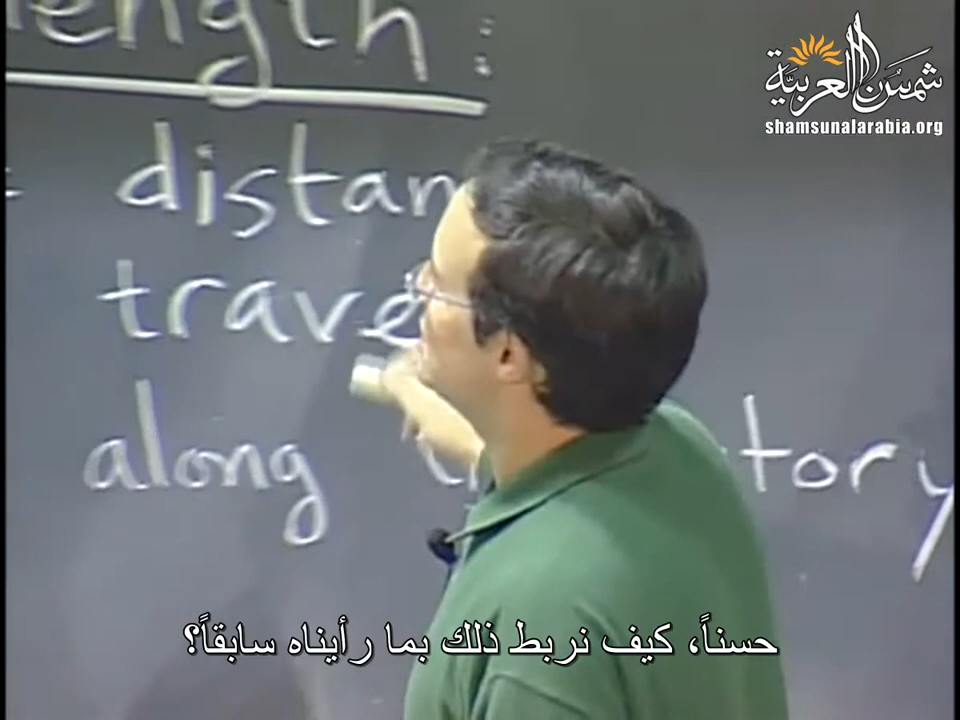 length :
شمس العربية
shamsunalarabia.org
distan
trave
along
tory
حسناً، كيف نربط ذلك بما رأيناه سابقاً؟